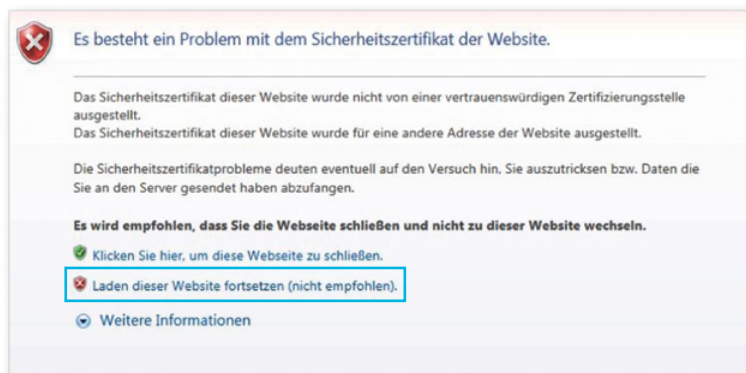 Es besteht ein Problem mit dem Sicherheitszertifikat der Website.
Das Sicherheitszertifikat dieser Website wurde nicht von einer vertrauenswürdigen Zertifizierungsstelle
ausgestellt.
Das Sicherheitszertifikat dieser Website wurde für eine andere Adresse der Website ausgestellt.
Die Sicherheitszertifikatprobleme deuten eventuell auf den Versuch hin, Sie auszutricksen bzw. Daten die
Sie an den Server gesendet haben abzufangen.
Es wird empfohlen, dass Sie die Webseite schließen und nicht zu dieser Website wechseln.
Klicken Sie hier, um diese Webseite zu schließen.
Laden dieser Website fortsetzen (nicht empfohlen).
Weitere Informationen